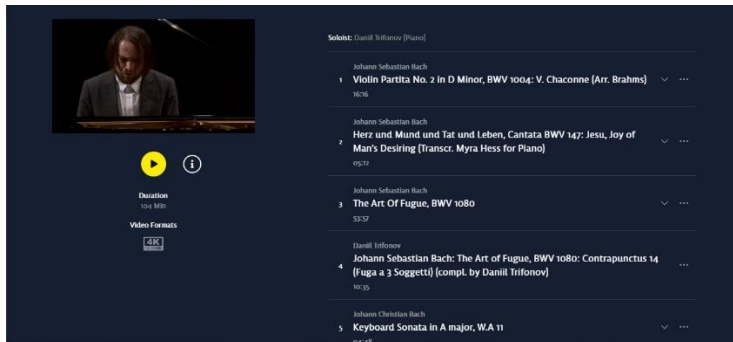 Soloist: Daniil Trifonov (Piano)
Johann Sebastian Bach
1 Violin Partita No. 2 in D Minor, BWV 1004: V. Chaconne (Arr. Brahms)
16:16
Johann Sebastian Bach
2 Herz und Mund und Tat und Leben, Cantata BWV 147: Jesu, Joy of
Man's Desiring (Transcr. Myra Hess for Piano)
05:12
Johann Sebastian Bach
3 The Art Of Fugue, BWV 1080
53:57
Daniil Trifonov
4 Johann Sebastian Bach: The Art of Fugue, BWV 1080: Contrapunctus 14
(Fuga a 3 Soggetti) (compl. by Daniil Trifonov)
10:35
Johann Christian Bach
5 Keyboard Sonata in A major, W.A 11
Duration
104 Min
Video Formats
4K